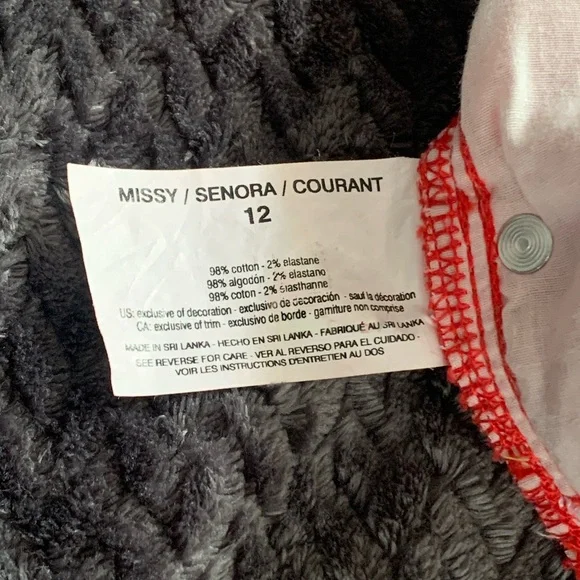 MISSY / SENORA / COURANT
12
98% cotton - 2% elastane
98% algodón - 2% elastano
98% coton - 2% élasthanne
US: exclusive of decoration - exclusivo de decoración - sauf la décoration
CA: exclusive of trim - exclusivo de borde - garniture non comprise
MADE IN SRI LANKA - HECHO EN SRI LANKA - FABRIQUÉ AU SRI LANKA
SEE REVERSE FOR CARE - VER AL REVERSO PARA EL CUIDADO -
VOIR LES INSTRUCTIONS D'ENTRETIEN AU DOS